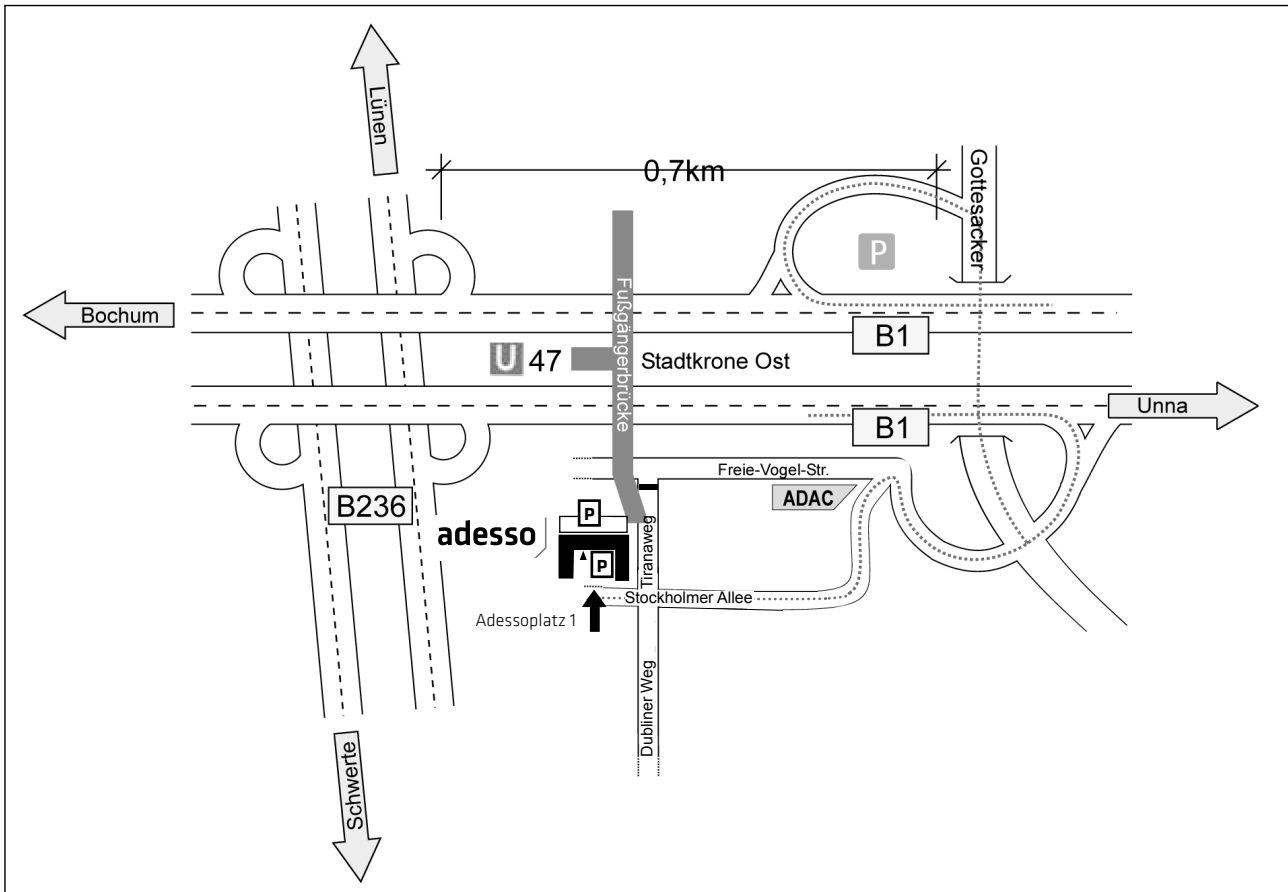 Lünen
0,7km
Gottesacker
P
Bochum
Fußgängerbrücke
B1
U 47
Stadtkrone Ost
Unna
B1
Freie-Vogel-Str.
B236
ADAC
P
adesso
Tiranaweg
P
Stockholmer Allee
Adessoplatz 1
Dubliner Weg
Schwerte